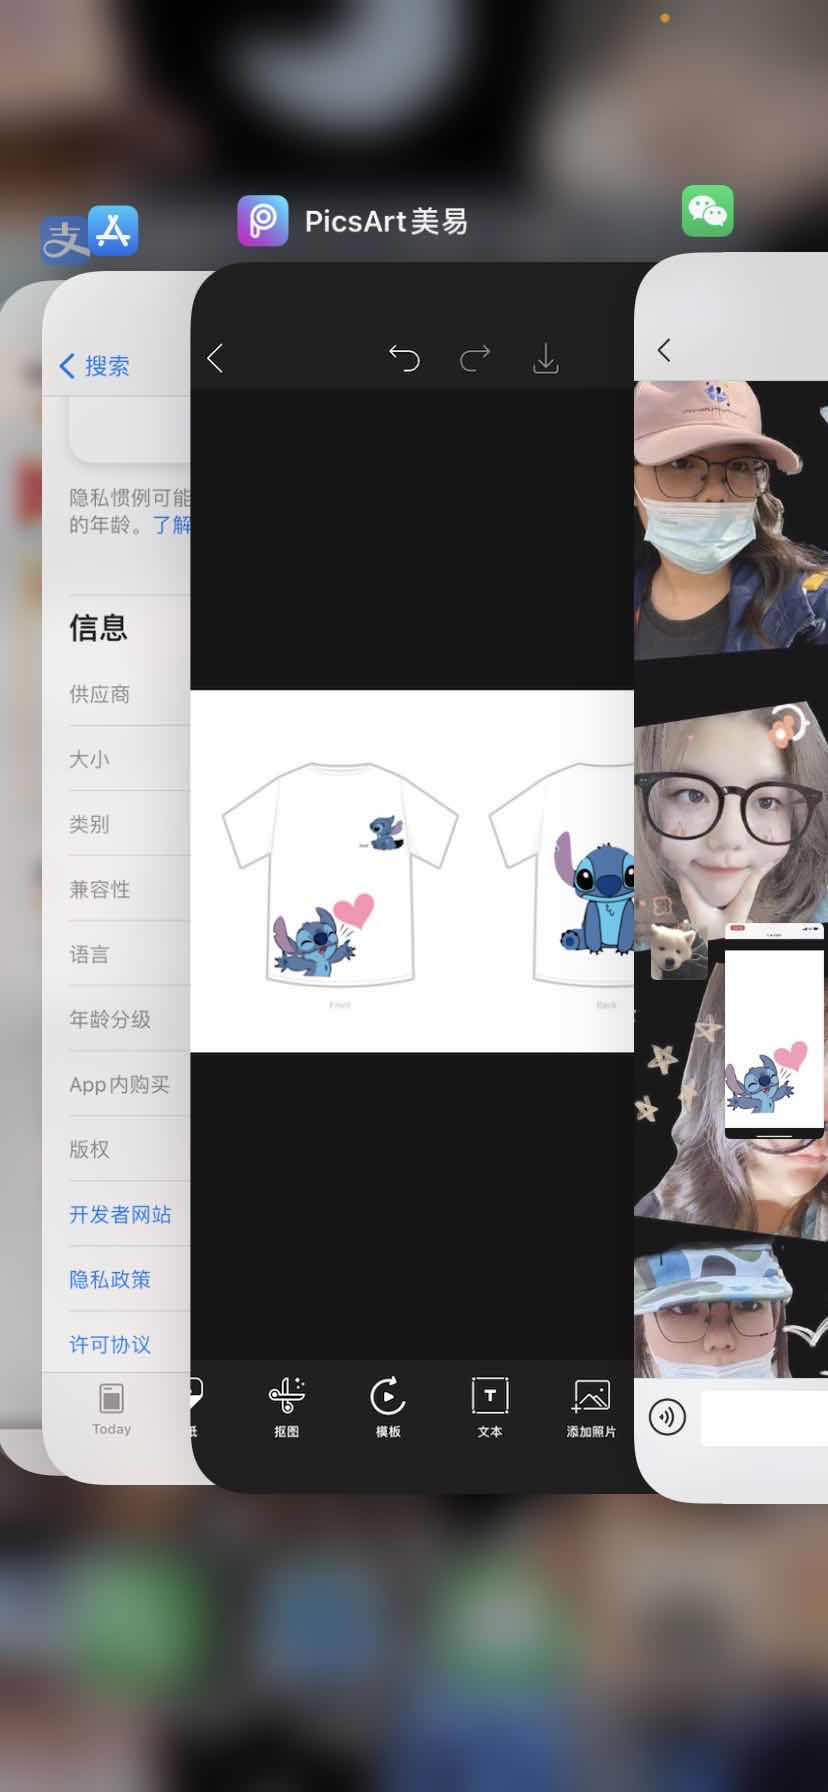 PicsArt美易
搜索
隐私惯例可能
的年龄。了解
信息
供应商
大小
类别
兼容性
语言
年龄分级
App内购买
版权
开发者网站
隐私政策
许可协议
Today
Front
Back
抠图
模板
文本
添加照片